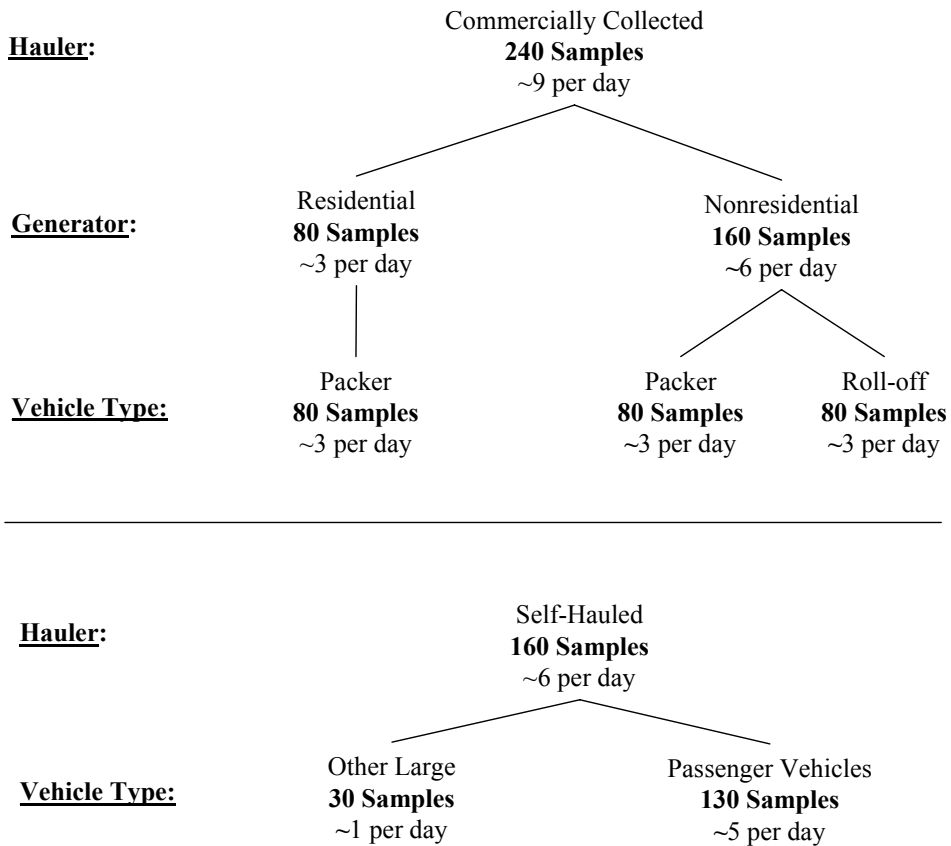 Hauler:
Commercially Collected
240 Samples
~9 per day
Generator:
Residential
80 Samples
~3 per day
Nonresidential
160 Samples
~6 per day
Vehicle Type:
Packer
80 Samples
~3 per day
Packer
80 Samples
~3 per day
Roll-off
80 Samples
~3 per day
Hauler:
Self-Hauled
160 Samples
~6 per day
Vehicle Type:
Other Large
30 Samples
~1 per day
Passenger Vehicles
130 Samples
~5 per day